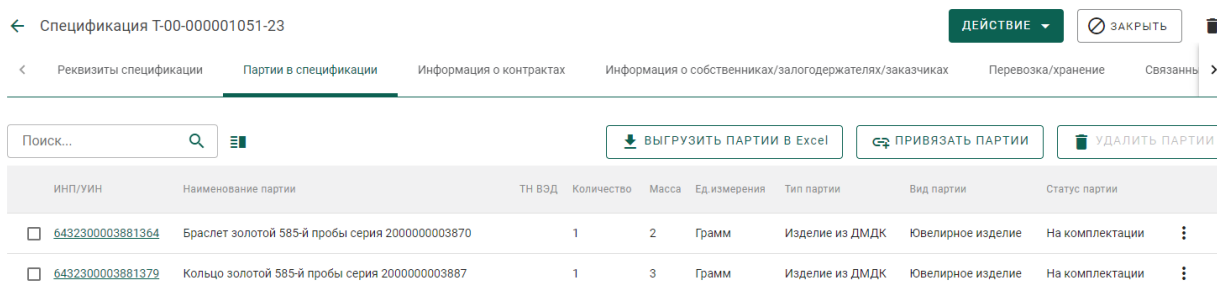 Спецификация Т-00-000001051-23 ДЕЙСТВИЕ ЗАКРЫТЬ
Реквизиты спецификации Партии в спецификации Информация о контрактах Информация о собственниках/залогодержателях/заказчиках Перевозка/хранение Связанны
Поиск... ВЫГРУЗИТЬ ПАРТИИ В Excel ПРИВЯЗАТЬ ПАРТИИ УДАЛИТЬ ПАРТИИ
ИНП/УИН Наименование партии ТН ВЭД Количество Масса Ед.измерения Тип партии Вид партии Статус партии
6432300003881364 Браслет золотой 585-й пробы серия 2000000003870 1 2 Грамм Изделие из ДМДК Ювелирное изделие На комплектации
6432300003881379 Кольцо золотой 585-й пробы серия 2000000003887 1 3 Грамм Изделие из ДМДК Ювелирное изделие На комплектации